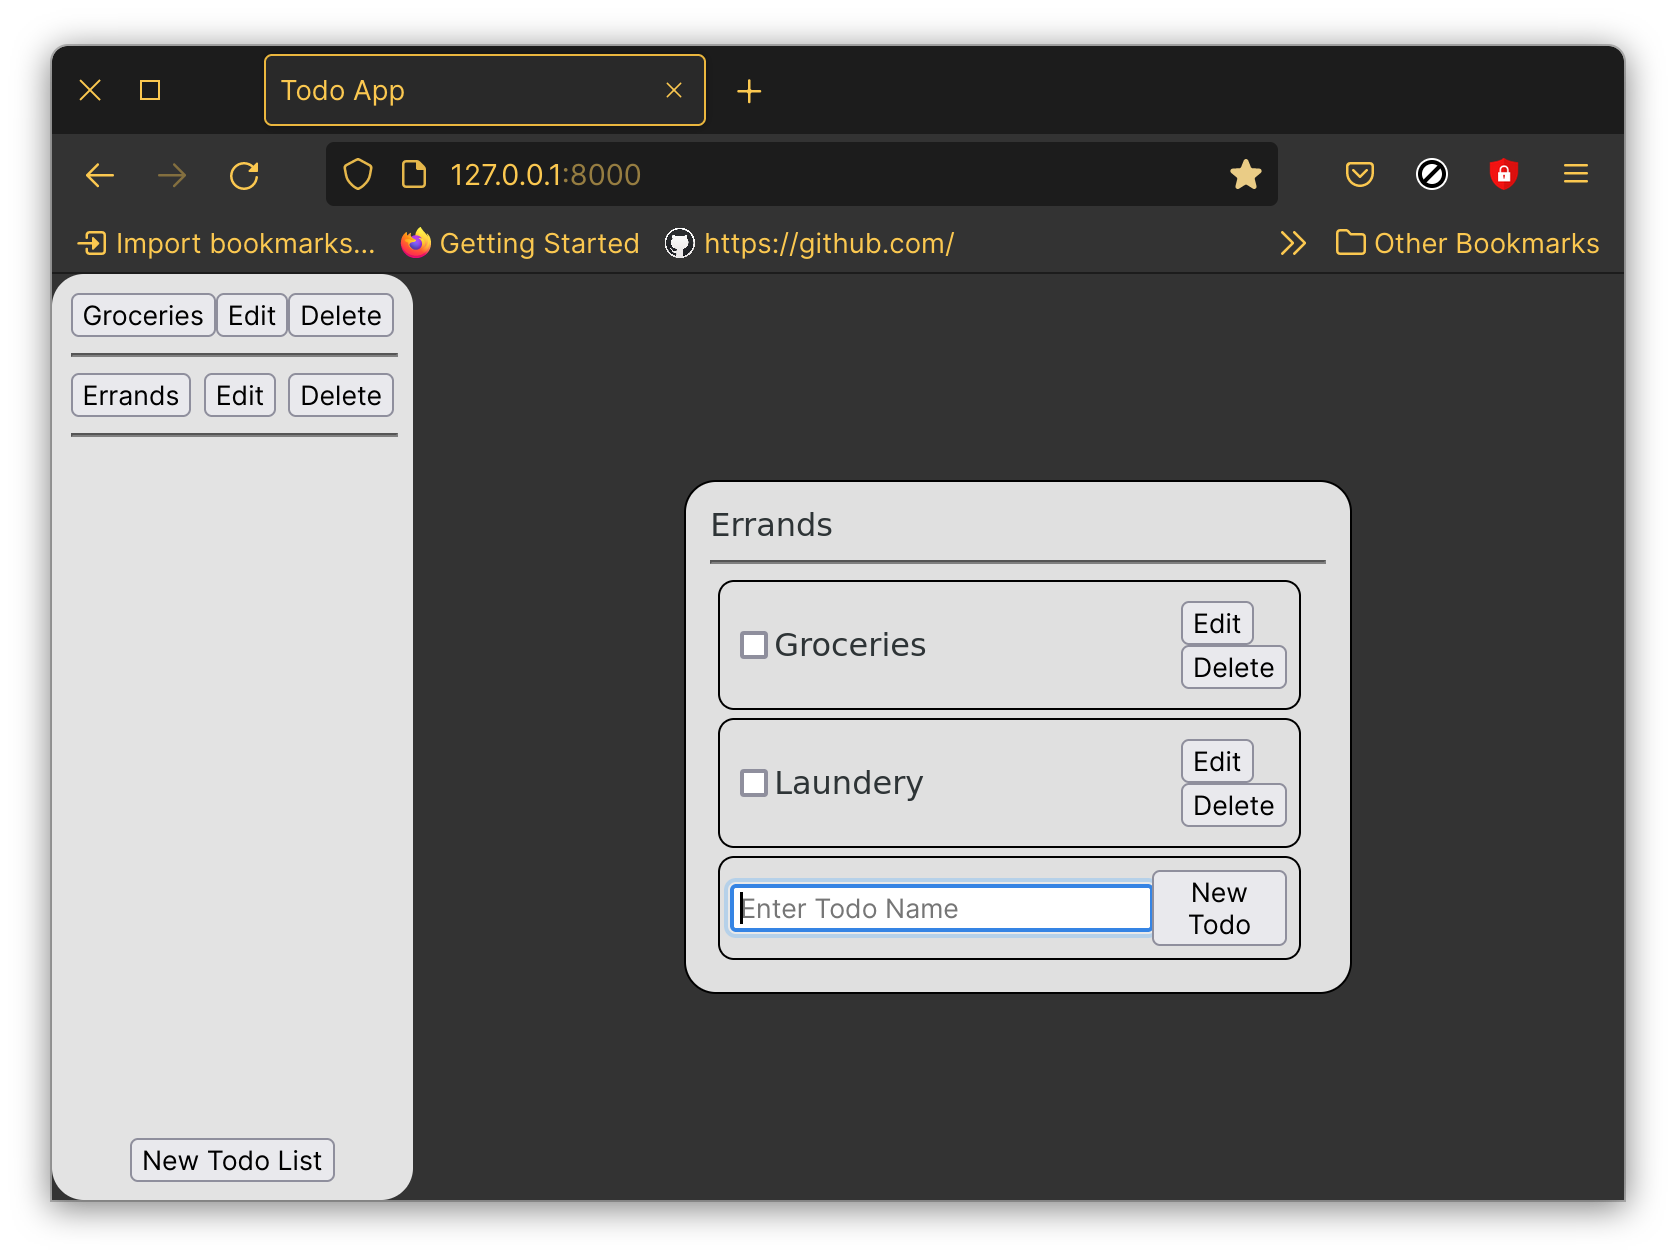 Todo App
127.0.0.1:8000
Import bookmarks... Getting Started https://github.com/ Other Bookmarks
Groceries Edit Delete
Errands Edit Delete
New Todo List
Errands
Groceries
Edit
Delete
Laundery
Edit
Delete
Enter Todo Name
New
Todo